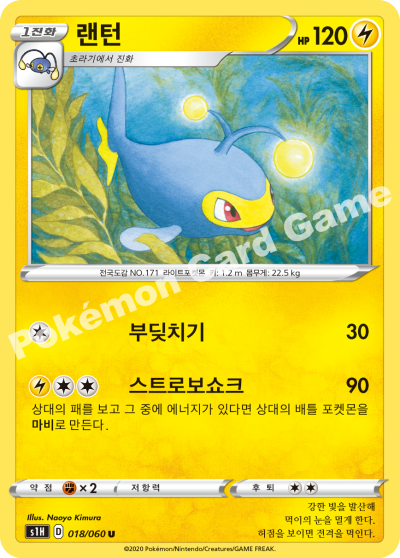 1진화
랜턴
HP 120
초라기에서 진화
전국도감 NO.171 라이트포켓몬 키: 1.2 m 몸무게: 22.5 kg
Pokémon Card Game
부딪치기 30
스트로보쇼크 90
상대의 패를 보고 그 중에 에너지가 있다면 상대의 배틀 포켓몬을
마비로 만든다.
약점 ×2 저항력 후퇴
Illus. Naoyo Kimura
s1H D 018/060 U
강한 빛을 발산해
먹이의 눈을 멀게 한다.
허점을 보이면 전격을 먹인다.
©2020 Pokémon/Nintendo/Creatures/GAME FREAK.